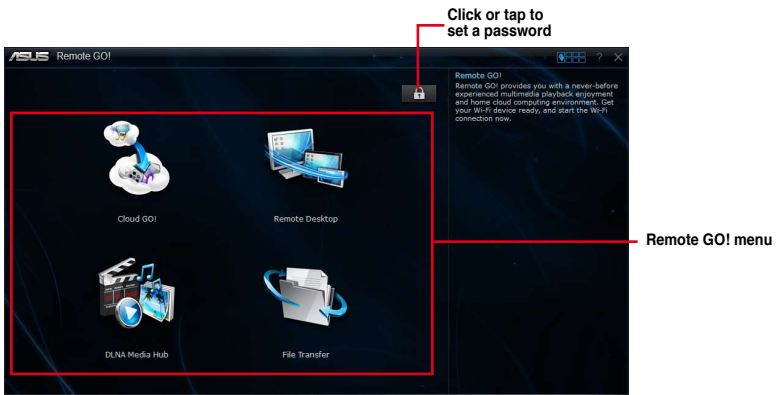 Click or tap to
set a password
ASUS Remote GO!
?
Remote GO!
Remote GO! provides you with a never-before
experienced multimedia playback enjoyment
and home cloud computing environment. Get
your Wi-Fi device ready, and start the Wi-Fi
connection now.
Cloud GO!
Remote Desktop
Remote GO! menu
DLNA Media Hub
File Transfer